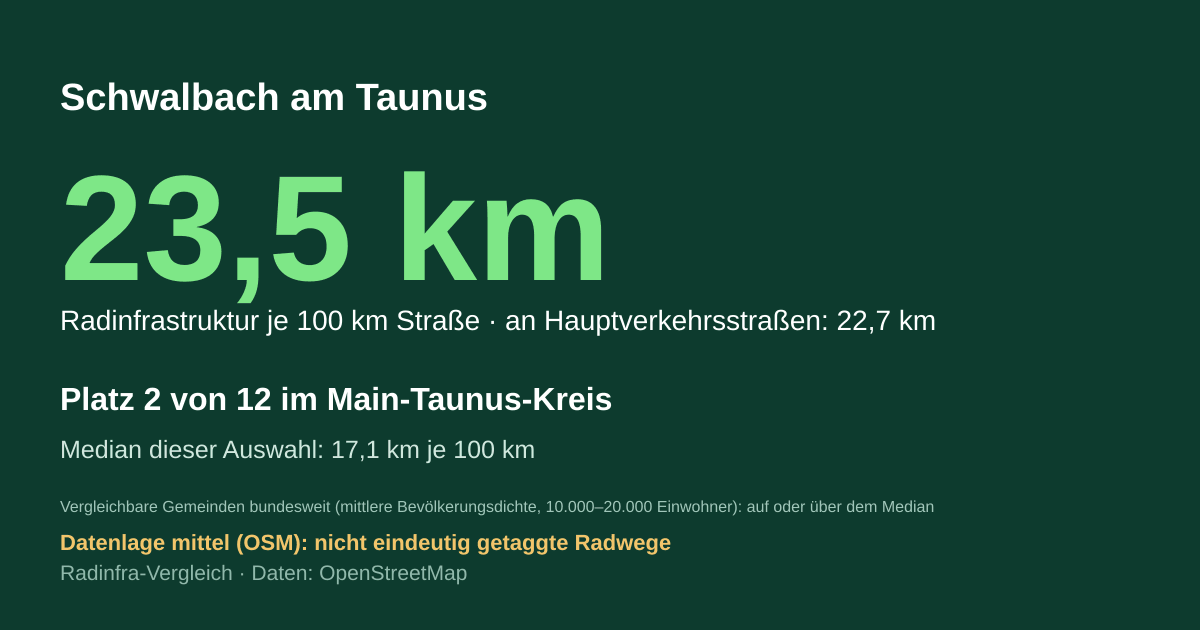 Schwalbach am Taunus
23,5 km
Radinfrastruktur je 100 km Straße · an Hauptverkehrsstraßen: 22,7 km
Platz 2 von 12 im Main-Taunus-Kreis
Median dieser Auswahl: 17,1 km je 100 km
Vergleichbare Gemeinden bundesweit (mittlere Bevölkerungsdichte, 10.000–20.000 Einwohner): auf oder über dem Median
Datenlage mittel (OSM): nicht eindeutig getaggte Radwege
Radinfra-Vergleich · Daten: OpenStreetMap